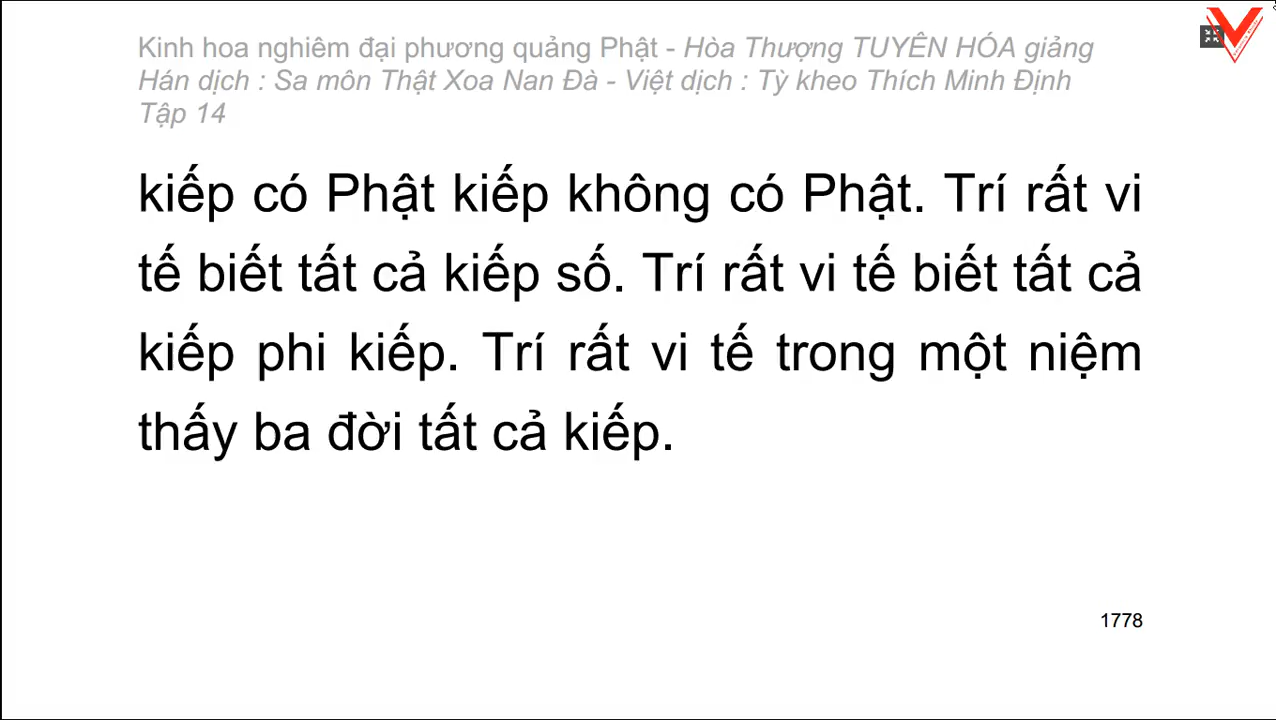 Kinh hoa nghiêm đại phương quảng Phật - Hòa Thượng TUYÊN HÓA giảng
Hán dịch : Sa môn Thật Xoa Nan Đà - Việt dịch : Tỳ kheo Thích Minh Định
Tập 14
kiếp có Phật kiếp không có Phật. Trí rất vi
tế biết tất cả kiếp số. Trí rất vi tế biết tất cả
kiếp phi kiếp. Trí rất vi tế trong một niệm
thấy ba đời tất cả kiếp.
1778